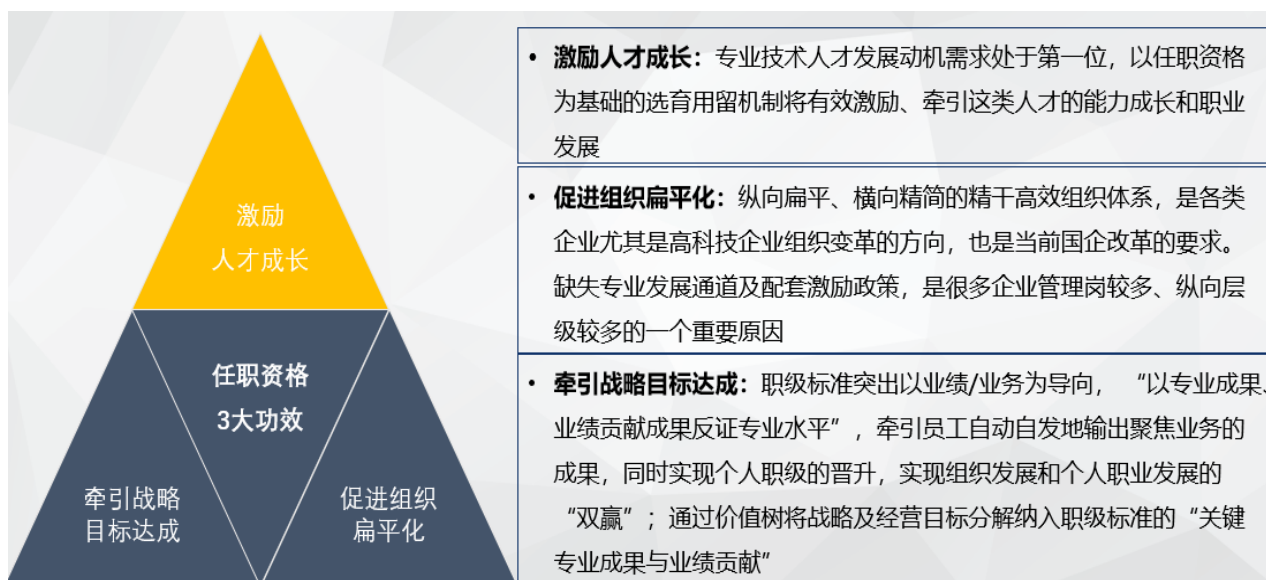 激励
人才成长
任职资格
3大功效
牵引战略
目标达成
促进组织
扁平化
• 激励人才成长：专业技术人才发展动机需求处于第一位，以任职资格
为基础的选育用留机制将有效激励、牵引这类人才的能力成长和职业
发展
• 促进组织扁平化：纵向扁平、横向精简的精干高效组织体系，是各类
企业尤其是高科技企业组织变革的方向，也是当前国企改革的要求。
缺失专业发展通道及配套激励政策，是很多企业管理岗较多、纵向层
级较多的一个重要原因
• 牵引战略目标达成：职级标准突出以业绩/业务为导向， “以专业成果、
业绩贡献成果反证专业水平”，牵引员工自动自发地输出聚焦业务的
成果，同时实现个人职级的晋升，实现组织发展和个人职业发展的
“双赢”；通过价值树将战略及经营目标分解纳入职级标准的“关键
专业成果与业绩贡献”